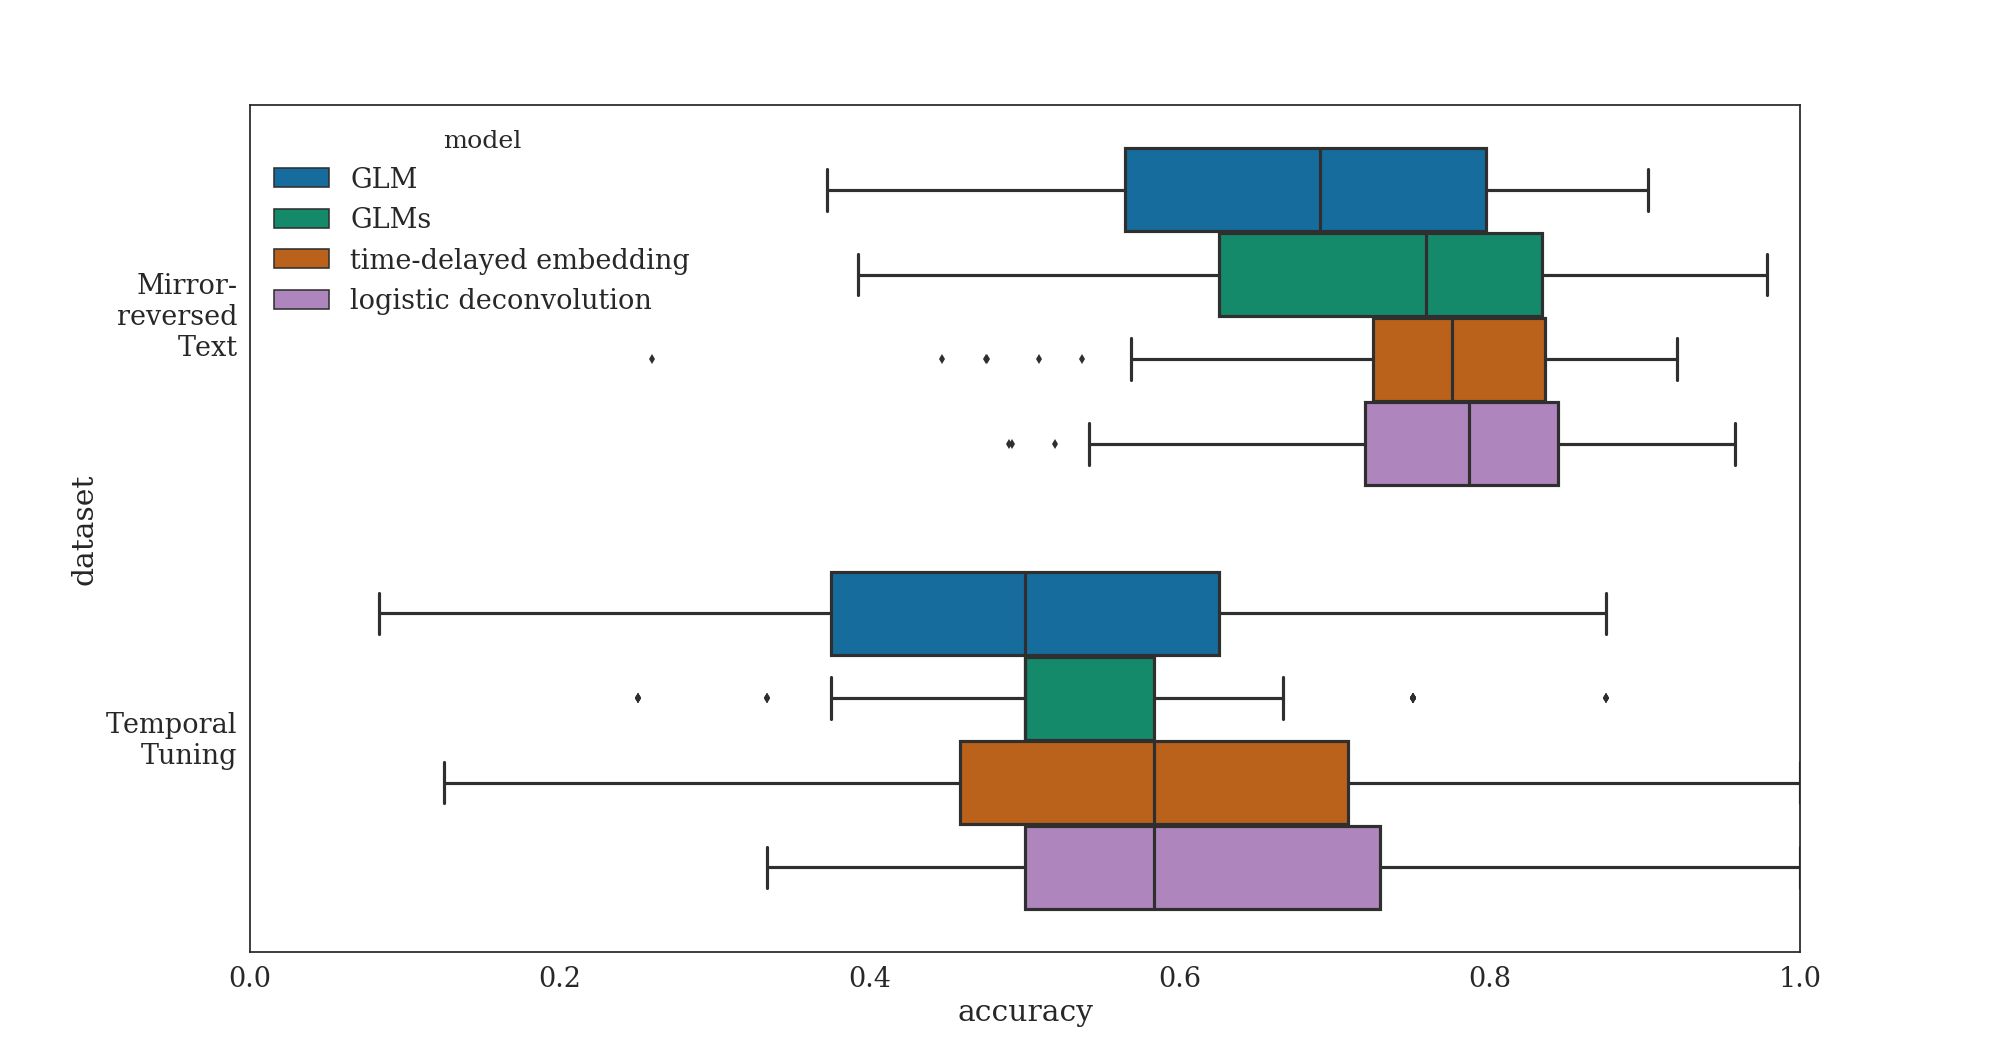 model
GLM
GLMs
time-delayed embedding
logistic deconvolution
Mirror-
reversed
Text
dataset
Temporal
Tuning
0.0 0.2 0.4 0.6 0.8 1.0
accuracy